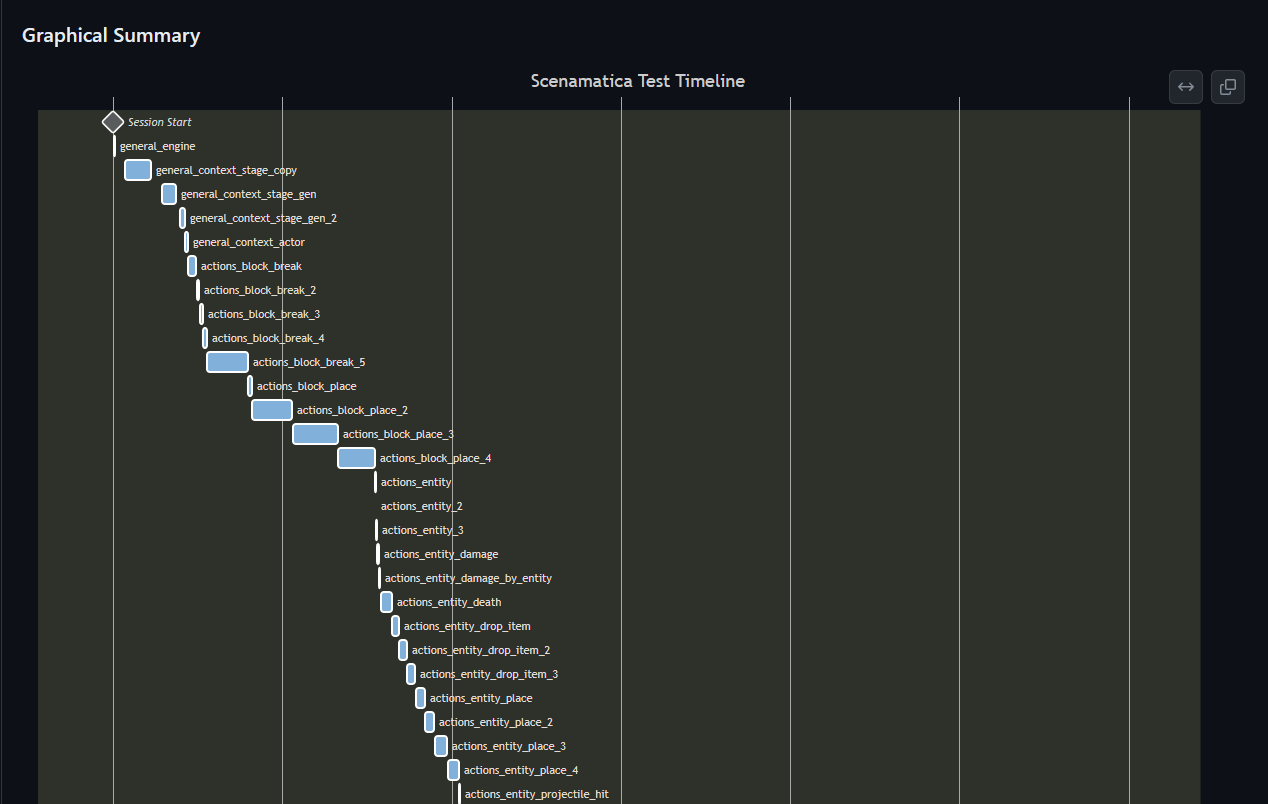 Graphical Summary
Scenamatica Test Timeline
Session Start
general_engine
general_context_stage_copy
general_context_stage_gen
general_context_stage_gen_2
general_context_actor
actions_block_break
actions_block_break_2
actions_block_break_3
actions_block_break_4
actions_block_break_5
actions_block_place
actions_block_place_2
actions_block_place_3
actions_block_place_4
actions_entity
actions_entity_2
actions_entity_3
actions_entity_damage
actions_entity_damage_by_entity
actions_entity_death
actions_entity_drop_item
actions_entity_drop_item_2
actions_entity_drop_item_3
actions_entity_place
actions_entity_place_2
actions_entity_place_3
actions_entity_place_4
actions_entity_projectile_hit